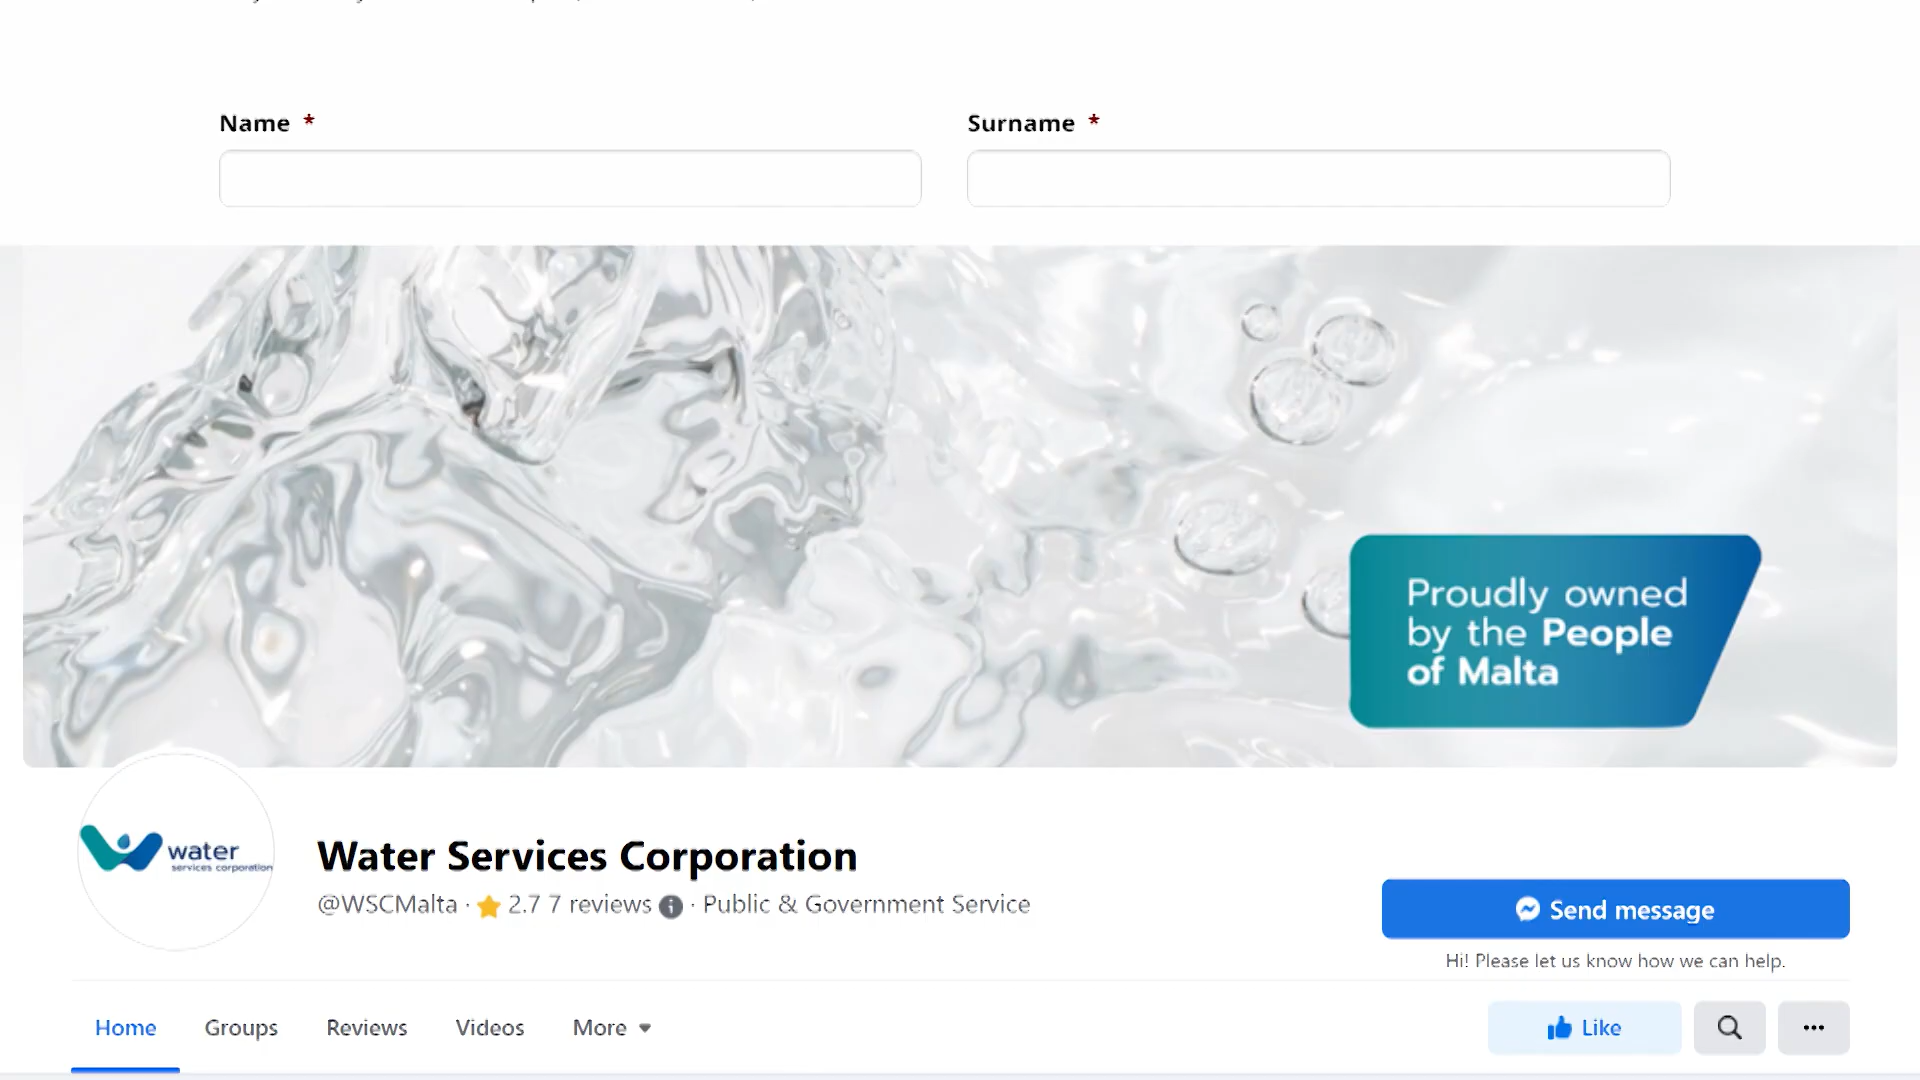 Name *
Surname *
Proudly owned
by the People
of Malta
water
services corporation
Water Services Corporation
@WSCMalta · 2.7 7 reviews · Public & Government Service
Send message
Hi! Please let us know how we can help.
Home
Groups
Reviews
Videos
More
Like